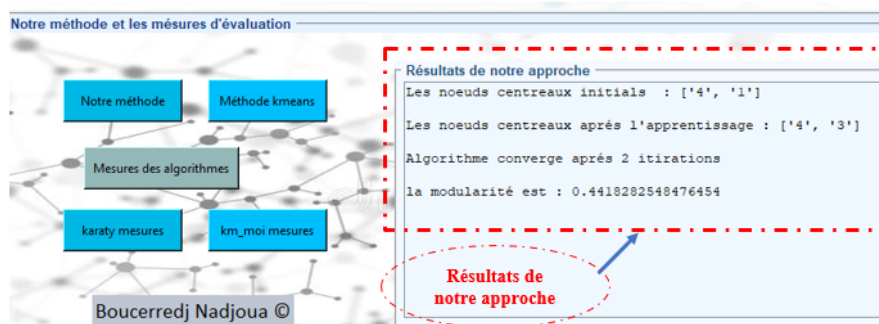 Notre méthode et les mésures d'évaluation
Notre méthode
Méthode kmeans
Mesures des algorithmes
karaty mesures
km_moi mesures
Boucerredj Nadjoua ©
Résultats de notre approche
Les noeuds centreaux initials : ['4', '1']
Les noeuds centreaux aprés l'apprentissage : ['4', '3']
Algorithme converge aprés 2 itirations
la modularité est : 0.4418282548476454
Résultats de
notre approche